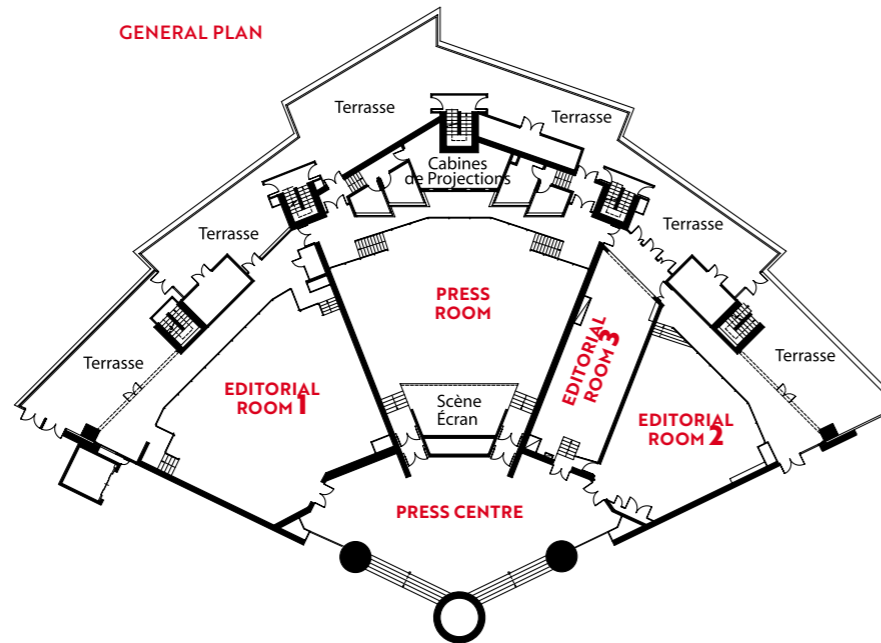 GENERAL PLAN
Terrasse
Terrasse
Cabines
de Projections
Terrasse
Terrasse
PRESS
ROOM
EDITORIAL
ROOM 3
Terrasse
Terrasse
EDITORIAL
ROOM 1
Scène
Écran
EDITORIAL
ROOM 2
PRESS CENTRE